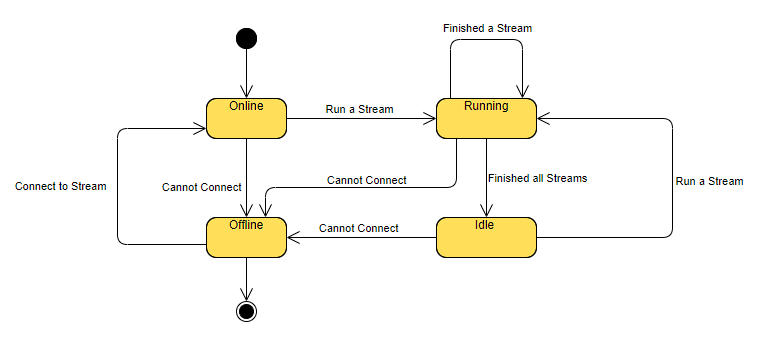 Finished a Stream
Online
Run a Stream
Running
Connect to Stream
Cannot Connect
Cannot Connect
Finished all Streams
Run a Stream
Offline
Cannot Connect
Idle